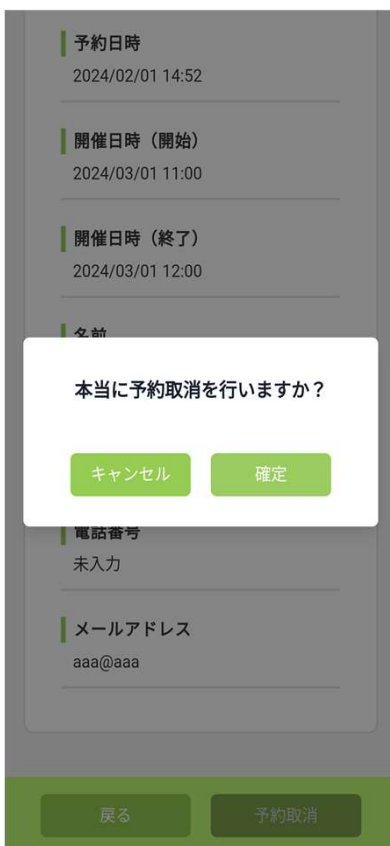 予約日時
2024/02/01 14:52
開催日時（開始）
2024/03/01 11:00
開催日時（終了）
2024/03/01 12:00
名前
本当に予約取消を行いますか？
キャンセル
確定
電話番号
未入力
メールアドレス
aaa@aaa
戻る
予約取消